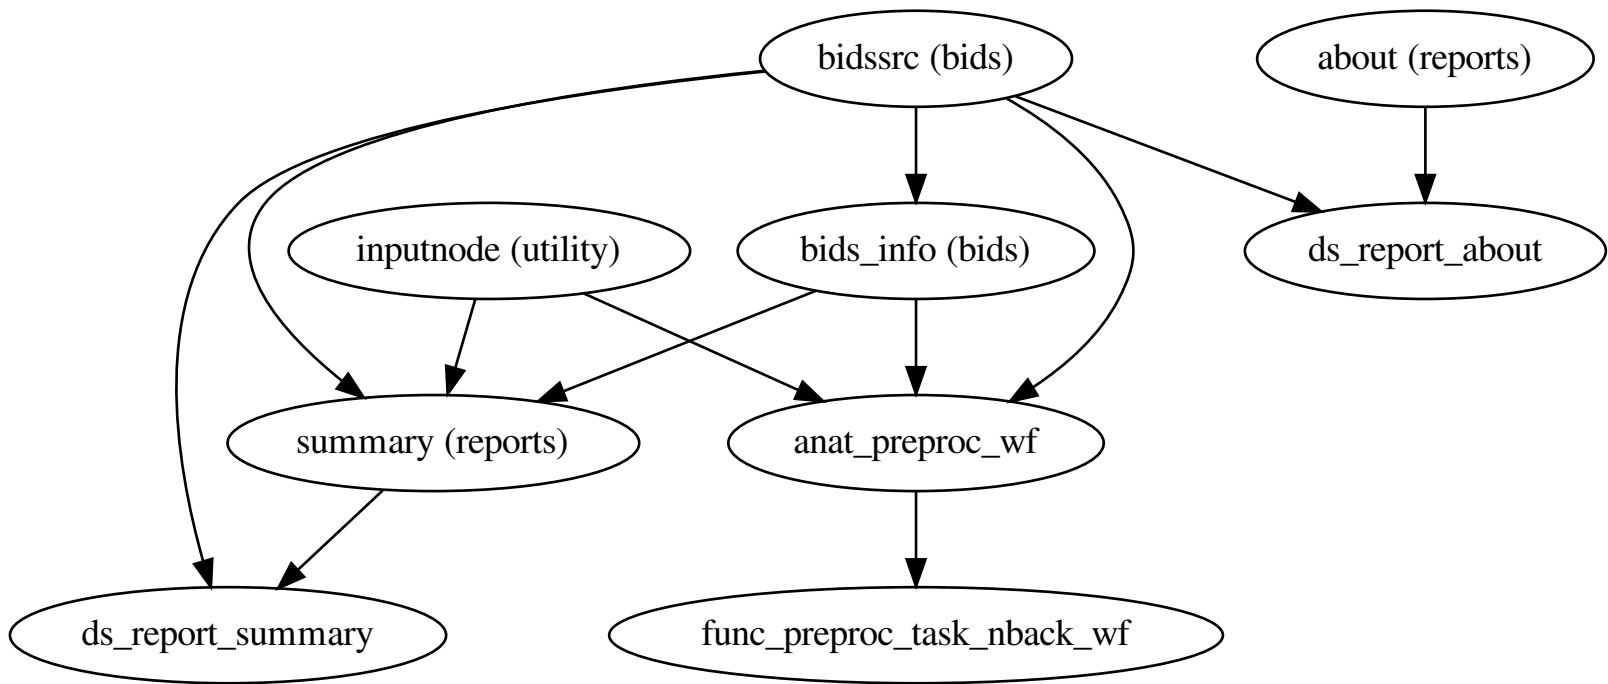 bidssrc (bids)
about (reports)
inputnode (utility)
bids_info (bids)
ds_report_about
summary (reports)
anat_preproc_wf
ds_report_summary
func_preproc_task_nback_wf